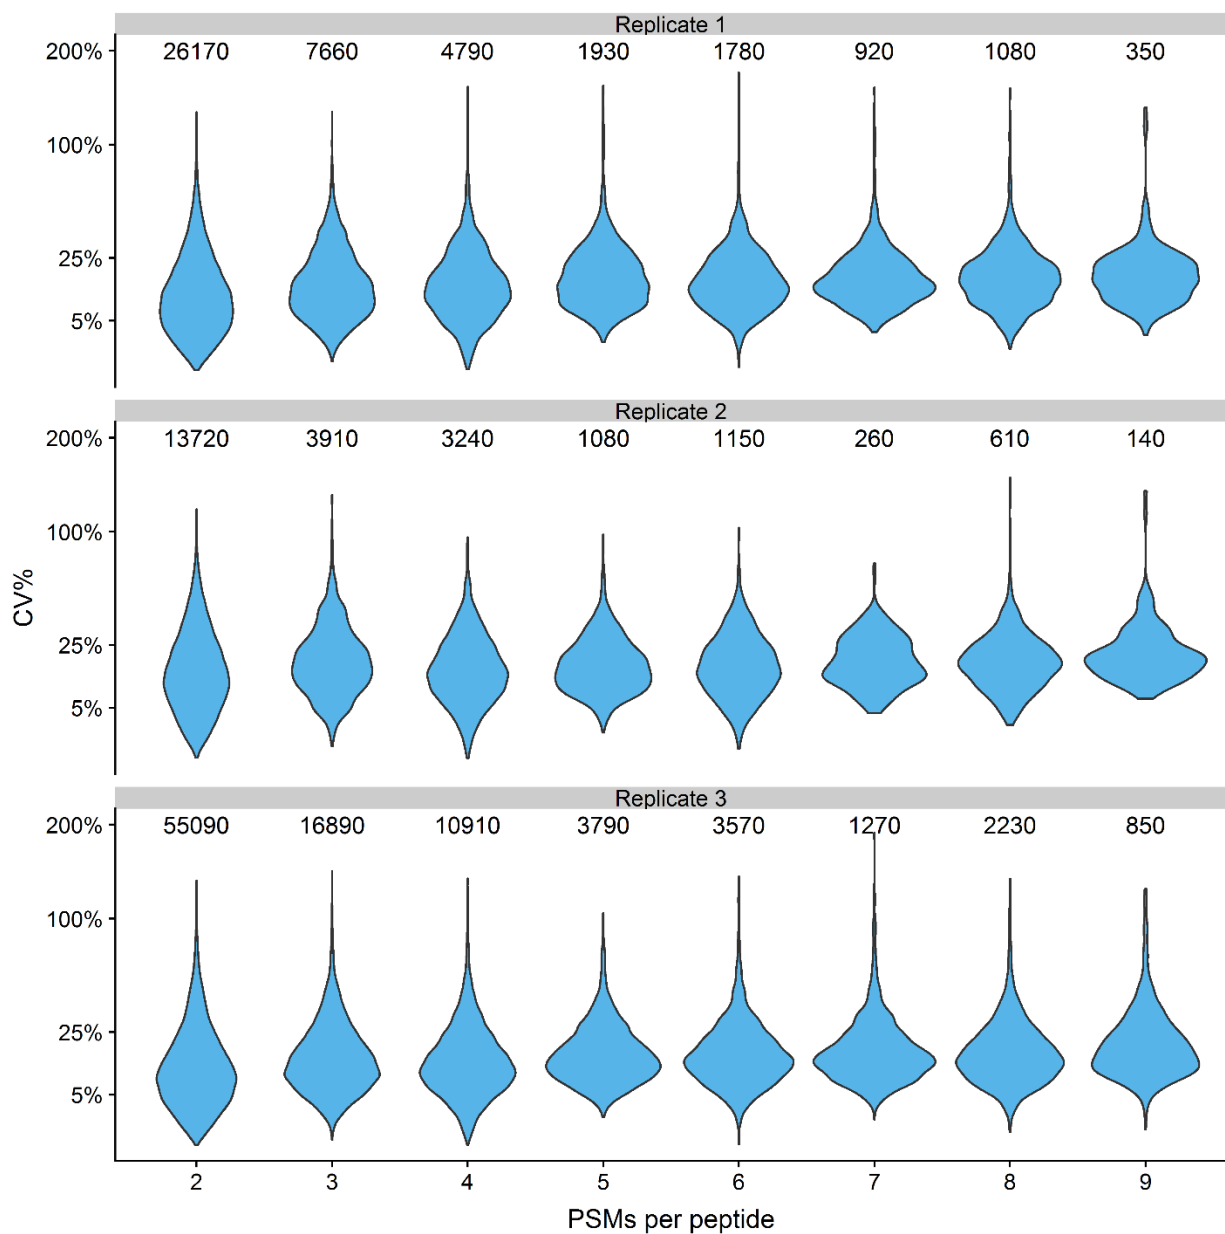 Replicate 1
200% 26170 7660 4790 1930 1780 920 1080 350
100%
25%
5%
Replicate 2
200% 13720 3910 3240 1080 1150 260 610 140
100%
CV%
25%
5%
Replicate 3
200% 55090 16890 10910 3790 3570 1270 2230 850
100%
25%
5%
2 3 4 5 6 7 8 9
PSMs per peptide